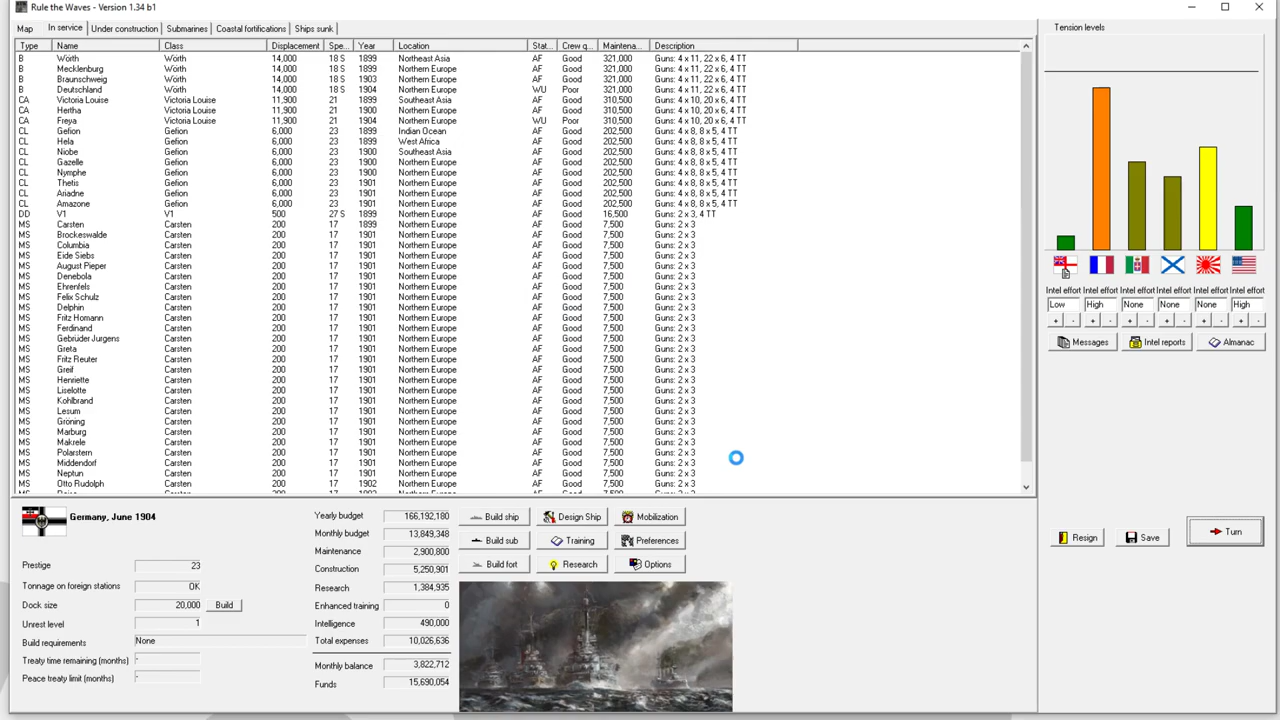 Rule the Waves - Version 1.34 b1
Map In service Under construction Submarines Coastal fortifications Ships sunk
Type Name Class Displacement Spe... Year Location Stat... Crew q... Maintena... Description
B Wörth Wörth 14,000 18 S 1899 Northeast Asia AF Good 321,000 Guns: 4 x 11, 22 x 6, 4 TT
B Mecklenburg Wörth 14,000 18 S 1899 Northern Europe AF Good 321,000 Guns: 4 x 11, 22 x 6, 4 TT
B Braunschweig Wörth 14,000 18 S 1903 Northern Europe AF Good 321,000 Guns: 4 x 11, 22 x 6, 4 TT
B Deutschland Wörth 14,000 18 S 1904 Northern Europe WU Poor 321,000 Guns: 4 x 11, 22 x 6, 4 TT
CA Victoria Louise Victoria Louise 11,900 21 1899 Southeast Asia AF Good 310,500 Guns: 4 x 10, 20 x 6, 4 TT
CA Hertha Victoria Louise 11,900 21 1900 Northern Europe AF Good 310,500 Guns: 4 x 10, 20 x 6, 4 TT
CA Freya Victoria Louise 11,900 21 1904 Northern Europe WU Poor 310,500 Guns: 4 x 10, 20 x 6, 4 TT
CL Gefion Gefion 6,000 23 1899 Indian Ocean AF Good 202,500 Guns: 4 x 8, 8 x 5, 4 TT
CL Hela Gefion 6,000 23 1899 West Africa AF Good 202,500 Guns: 4 x 8, 8 x 5, 4 TT
CL Niobe Gefion 6,000 23 1900 Southeast Asia AF Good 202,500 Guns: 4 x 8, 8 x 5, 4 TT
CL Gazelle Gefion 6,000 23 1900 Northern Europe AF Good 202,500 Guns: 4 x 8, 8 x 5, 4 TT
CL Nymphe Gefion 6,000 23 1900 Northern Europe AF Good 202,500 Guns: 4 x 8, 8 x 5, 4 TT
CL Thetis Gefion 6,000 23 1901 Northern Europe AF Good 202,500 Guns: 4 x 8, 8 x 5, 4 TT
CL Ariadne Gefion 6,000 23 1901 Northern Europe AF Good 202,500 Guns: 4 x 8, 8 x 5, 4 TT
CL Amazone Gefion 6,000 23 1901 Northern Europe AF Good 202,500 Guns: 4 x 8, 8 x 5, 4 TT
DD V1 V1 500 27 S 1899 Northern Europe AF Good 16,500 Guns: 2 x 3, 4 TT
MS Carsten Carsten 200 17 1899 Northern Europe AF Good 7,500 Guns: 2 x 3
MS Brockeswalde Carsten 200 17 1901 Northern Europe AF Good 7,500 Guns: 2 x 3
MS Columbia Carsten 200 17 1901 Northern Europe AF Good 7,500 Guns: 2 x 3
MS Eide Siebs Carsten 200 17 1901 Northern Europe AF Good 7,500 Guns: 2 x 3
MS August Pieper Carsten 200 17 1901 Northern Europe AF Good 7,500 Guns: 2 x 3
MS Denebola Carsten 200 17 1901 Northern Europe AF Good 7,500 Guns: 2 x 3
MS Ehrenfels Carsten 200 17 1901 Northern Europe AF Good 7,500 Guns: 2 x 3
MS Felix Schulz Carsten 200 17 1901 Northern Europe AF Good 7,500 Guns: 2 x 3
MS Delphin Carsten 200 17 1901 Northern Europe AF Good 7,500 Guns: 2 x 3
MS Fritz Homann Carsten 200 17 1901 Northern Europe AF Good 7,500 Guns: 2 x 3
MS Ferdinand Carsten 200 17 1901 Northern Europe AF Good 7,500 Guns: 2 x 3
MS Gebrüder Jurgens Carsten 200 17 1901 Northern Europe AF Good 7,500 Guns: 2 x 3
MS Greta Carsten 200 17 1901 Northern Europe AF Good 7,500 Guns: 2 x 3
MS Fritz Reuter Carsten 200 17 1901 Northern Europe AF Good 7,500 Guns: 2 x 3
MS Greif Carsten 200 17 1901 Northern Europe AF Good 7,500 Guns: 2 x 3
MS Henriette Carsten 200 17 1901 Northern Europe AF Good 7,500 Guns: 2 x 3
MS Liselotte Carsten 200 17 1901 Northern Europe AF Good 7,500 Guns: 2 x 3
MS Kohlbrand Carsten 200 17 1901 Northern Europe AF Good 7,500 Guns: 2 x 3
MS Lesum Carsten 200 17 1901 Northern Europe AF Good 7,500 Guns: 2 x 3
MS Gröning Carsten 200 17 1901 Northern Europe AF Good 7,500 Guns: 2 x 3
MS Marburg Carsten 200 17 1901 Northern Europe AF Good 7,500 Guns: 2 x 3
MS Makrele Carsten 200 17 1901 Northern Europe AF Good 7,500 Guns: 2 x 3
MS Polarstern Carsten 200 17 1901 Northern Europe AF Good 7,500 Guns: 2 x 3
MS Middendorf Carsten 200 17 1901 Northern Europe AF Good 7,500 Guns: 2 x 3
MS Neptun Carsten 200 17 1901 Northern Europe AF Good 7,500 Guns: 2 x 3
MS Otto Rudolph Carsten 200 17 1902 Northern Europe AF Good 7,500 Guns: 2 x 3
Tension levels
Intel effort Intel effort Intel effort Intel effort Intel effort Intel effort
Low High None None None High
+ - + - + - + - + - + -
Messages Intel reports Almanac
Resign Save Turn
Germany, June 1904
Prestige 23
Tonnage on foreign stations OK
Dock size 20,000 Build
Unrest level 1
Build requirements None
Treaty time remaining (months) -
Peace treaty limit (months) -
Yearly budget 166,192,180
Monthly budget 13,849,348
Maintenance 2,900,800
Construction 5,250,901
Research 1,384,935
Enhanced training 0
Intelligence 490,000
Total expenses 10,026,636
Monthly balance 3,822,712
Funds 15,690,054
Build ship Design Ship Mobilization
Build sub Training Preferences
Build fort Research Options